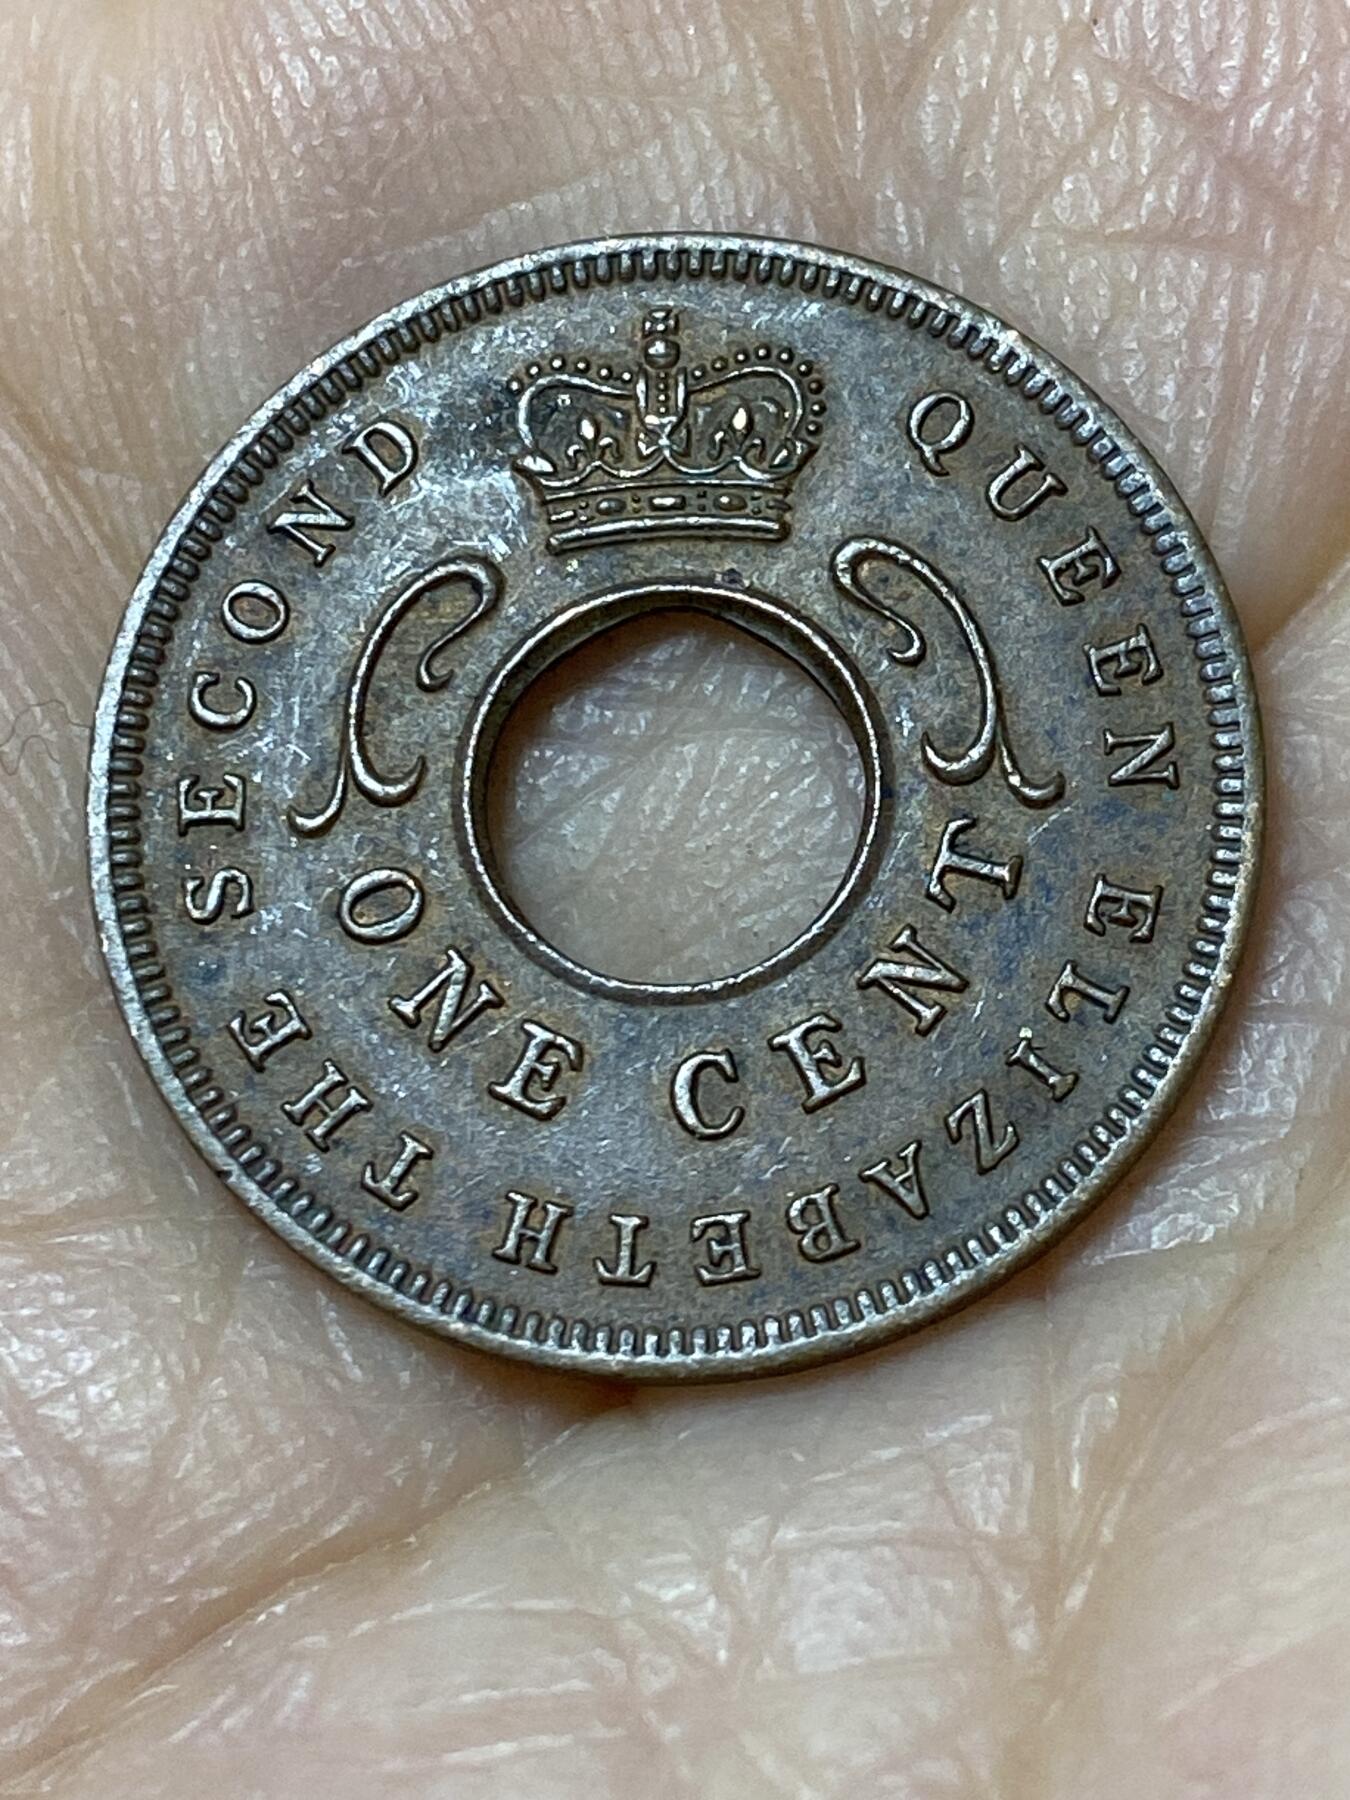 QUEEN ELIZABETH THE SECOND
ONE CENT